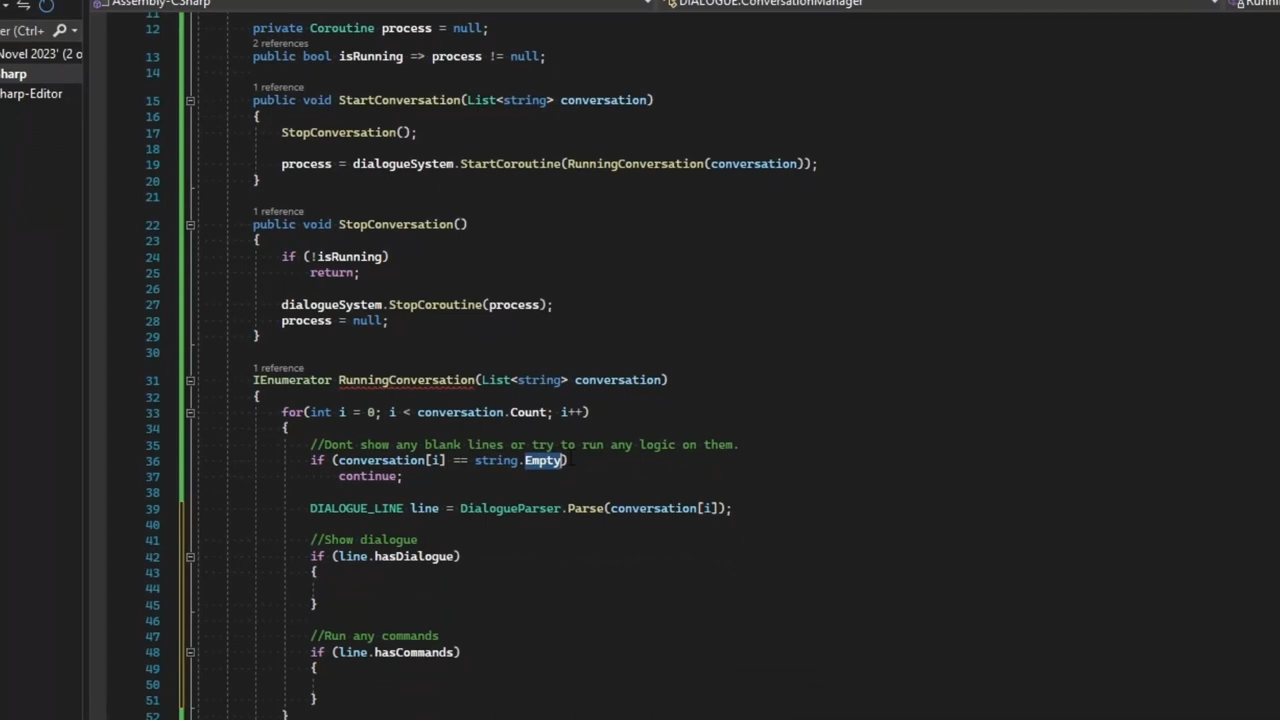 Assembly-CSharp
DIALOGUE.ConversationManager
er (Ctrl+
Novel 2023' (2 o
harp
harp-Editor
12 private Coroutine process = null;
2 references
13 public bool isRunning => process != null;
14
1 reference
15 public void StartConversation(List<string> conversation)
16 {
17 StopConversation();
18
19 process = dialogueSystem.StartCoroutine(RunningConversation(conversation));
20 }
21
1 reference
22 public void StopConversation()
23 {
24 if (!isRunning)
25 return;
26
27 dialogueSystem.StopCoroutine(process);
28 process = null;
29 }
30
1 reference
31 IEnumerator RunningConversation(List<string> conversation)
32 {
33 for(int i = 0; i < conversation.Count; i++)
34 {
35 //Dont show any blank lines or try to run any logic on them.
36 if (conversation[i] == string.Empty)
37 continue;
38
39 DIALOGUE_LINE line = DialogueParser.Parse(conversation[i]);
40
41 //Show dialogue
42 if (line.hasDialogue)
43 {
44
45 }
46
47 //Run any commands
48 if (line.hasCommands)
49 {
50
51 }
52 }